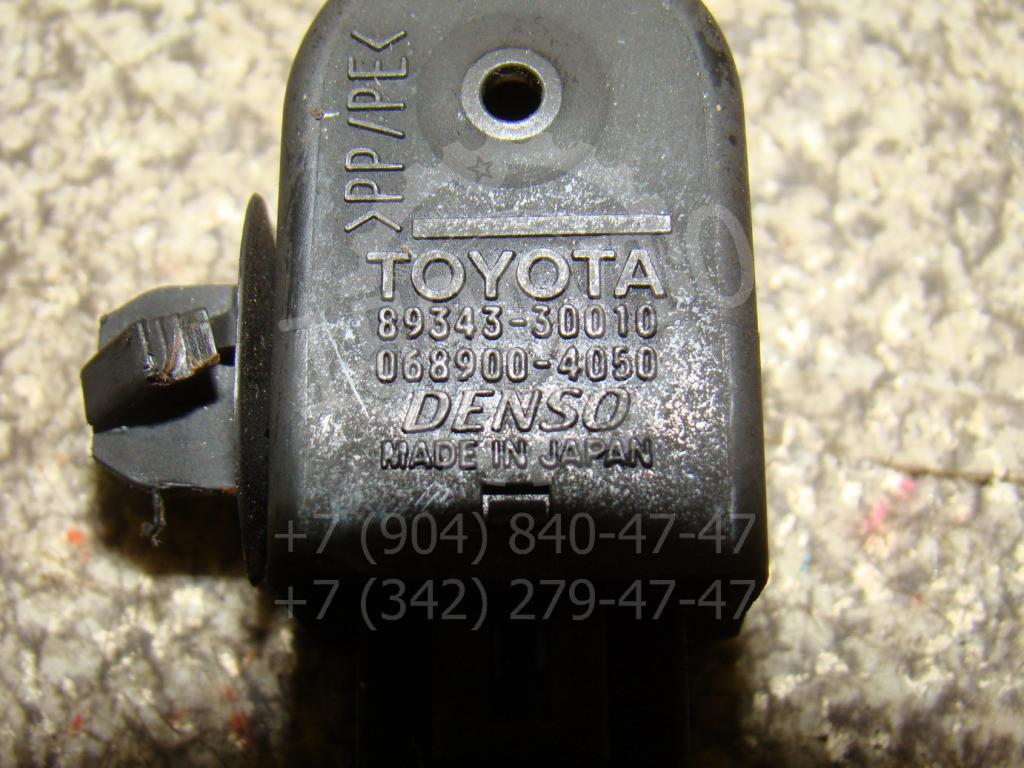 >PP/PE<
TOYOTA
89343-30010
068900-4050
DENSO
MADE IN JAPAN
+7 (904) 840-47-47
+7 (342) 279-47-47